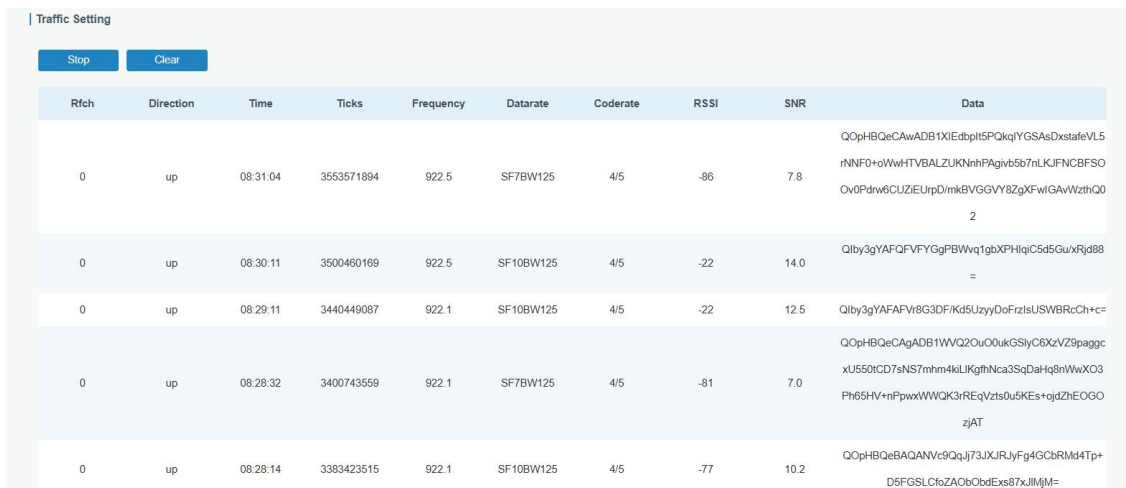 Traffic Setting
Stop Clear
Rfch Direction Time Ticks Frequency Datarate Coderate RSSI SNR Data
QOpHBQeCAwADB1XIEdbpIt5PQkqIYGSAsDxstafeVL5
rNNF0+oWwHTVBALZUKNnhPAgivb5b7nLKJFNCBFSO
0 up 08:31:04 3553571894 922.5 SF7BW125 4/5 -86 7.8
Ov0Pdrw6CUZiEUrpD/mkBVGGVY8ZgXFwIGAvWzthQ0
2
QIby3gYAFQFVFYGgPBWvq1gbXPHIqiC5d5Gu/xRjd88
0 up 08:30:11 3500460169 922.5 SF10BW125 4/5 -22 14.0
=
0 up 08:29:11 3440449087 922.1 SF10BW125 4/5 -22 12.5 QIby3gYAFAFVr8G3DF/Kd5UzyyDoFrzIsUSWBRcCh+c=
QOpHBQeCAgADB1WVQ2OuO0ukGSIyC6XzVZ9paggc
xU550tCD7sNS7mhm4kiLIKgfhNca3SqDaHq8nWwXO3
0 up 08:28:32 3400743559 922.1 SF7BW125 4/5 -81 7.0
Ph65HV+nPpwxWWQK3rREqVzts0u5KEs+ojdZhEOGO
zjAT
QOpHBQeBAQANVc9QqJj73JXJRJyFg4GCbRMd4Tp+
0 up 08:28:14 3383423515 922.1 SF10BW125 4/5 -77 10.2
D5FGSLCfoZAObObdExs87xJIMjM=